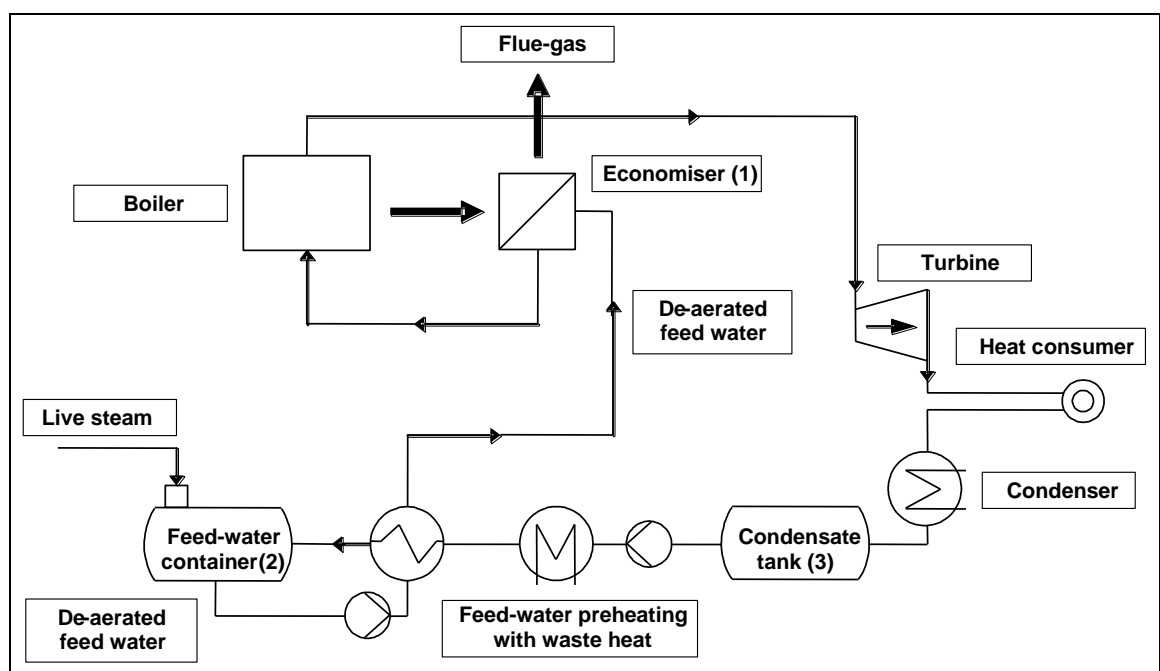 Flue-gas
Economiser (1)
Boiler
Turbine
De-aerated
feed water
Heat consumer
Live steam
Condenser
Feed-water
container(2)
Condensate
tank (3)
De-aerated
feed water
Feed-water preheating
with waste heat